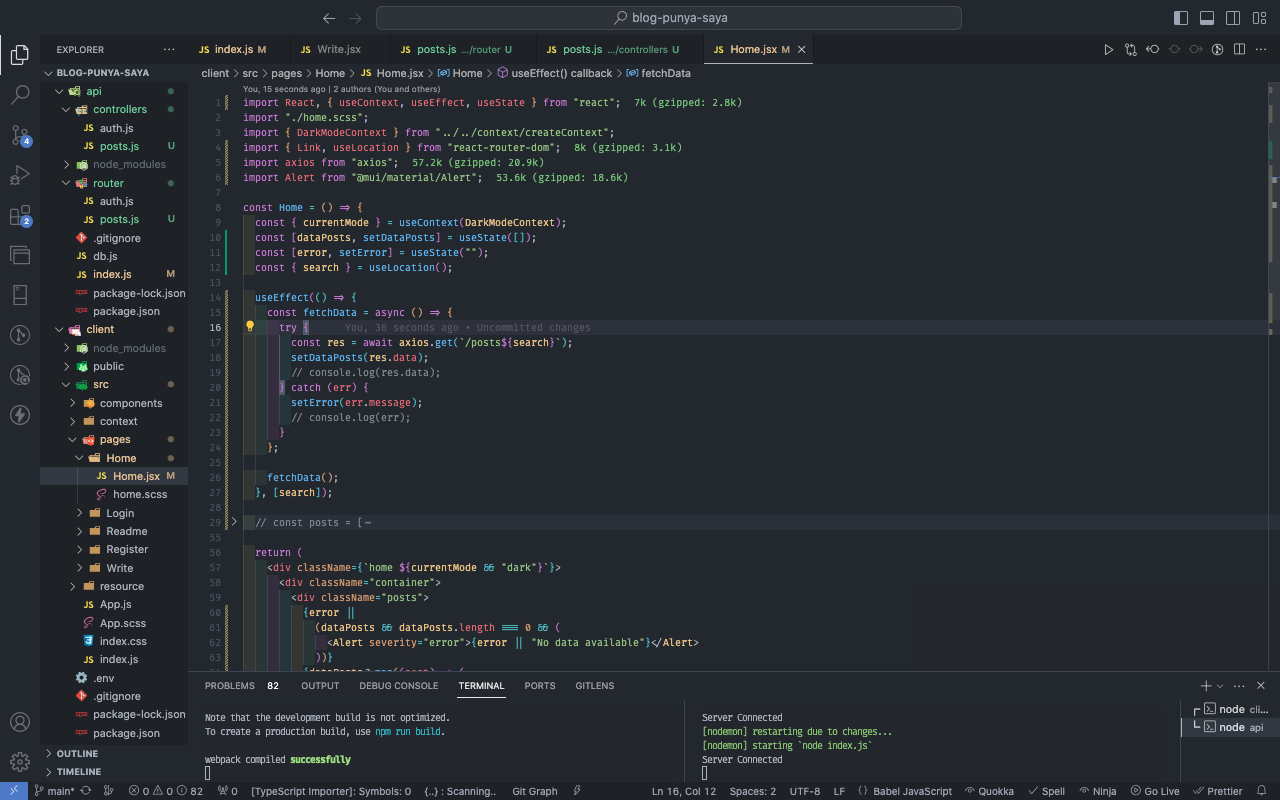 blog-punya-saya
EXPLORER
BLOG-PUNYA-SAYA
api
controllers
auth.js
posts.js U
node_modules
router
auth.js
posts.js U
.gitignore
db.js
index.js M
package-lock.json
package.json
client
node_modules
public
src
components
context
pages
Home
Home.jsx M
home.scss
Login
Readme
Register
Write
resource
App.js
App.scss
index.css
index.js
.env
.gitignore
package-lock.json
package.json
OUTLINE
TIMELINE
4
2
JS index.js M
JS Write.jsx
JS posts.js .../router U
JS posts.js .../controllers U
JS Home.jsx M
client > src > pages > Home > JS Home.jsx > Home > useEffect() callback > fetchData
You, 15 seconds ago | 2 authors (You and others)
1 import React, { useContext, useEffect, useState } from "react"; 7k (gzipped: 2.8k)
2 import "./home.scss";
3 import { DarkModeContext } from "../../context/createContext";
4 import { Link, useLocation } from "react-router-dom"; 8k (gzipped: 3.1k)
5 import axios from "axios"; 57.2k (gzipped: 20.9k)
6 import Alert from "@mui/material/Alert"; 53.6k (gzipped: 18.6k)
7
8 const Home = () => {
9 const { currentMode } = useContext(DarkModeContext);
10 const [dataPosts, setDataPosts] = useState([]);
11 const [error, setError] = useState("");
12 const { search } = useLocation();
13
14 useEffect(() => {
15 const fetchData = async () => {
16 try { You, 36 seconds ago • Uncommitted changes
17 const res = await axios.get(`/posts${search}`);
18 setDataPosts(res.data);
19 // console.log(res.data);
20 } catch (err) {
21 setError(err.message);
22 // console.log(err);
23 }
24 };
25
26 fetchData();
27 }, [search]);
28
29 // const posts = [
55
56 return (
57 <div className={`home ${currentMode && "dark"}`}>
58 <div className="container">
59 <div className="posts">
60 {error ||
61 (dataPosts && dataPosts.length === 0 && (
62 <Alert severity="error">{error || "No data available"}</Alert>
63 ))}
PROBLEMS 82 OUTPUT DEBUG CONSOLE TERMINAL PORTS GITLENS
Note that the development build is not optimized.
To create a production build, use npm run build.
webpack compiled successfully
Server Connected
[nodemon] restarting due to changes...
[nodemon] starting `node index.js`
Server Connected
node cli...
node api
main* 0 0 82 0 [TypeScript Importer]: Symbols: 0 {..} : Scanning.. Git Graph Ln 16, Col 12 Spaces: 2 UTF-8 LF Babel JavaScript Quokka Spell Ninja Go Live Prettier